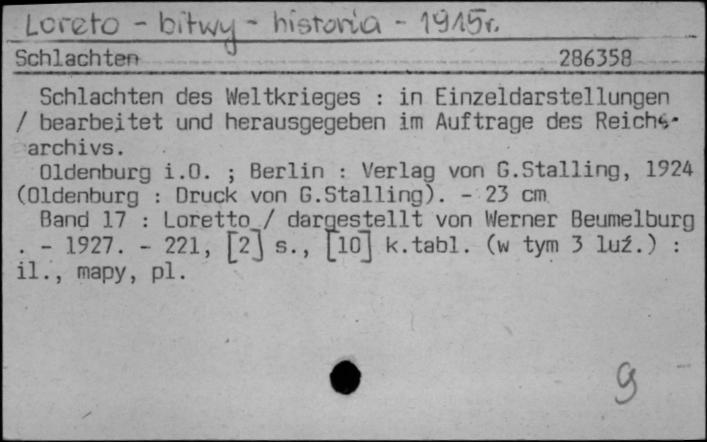 Loreto - bitwy - historia - 1915r.
Schlachten 286358
Schlachten des Weltkrieges : in Einzeldarstellungen
/ bearbeitet und herausgegeben im Auftrage des Reichs-
archivs.
Oldenburg i.O. ; Berlin : Verlag von G.Stalling, 1924
(Oldenburg : Druck von G.Stalling). - 23 cm
Band 17 : Loretto / dargestellt von Werner Beumelburg
. - 1927. - 221, [2] s., [10] k.tabl. (w tym 3 luź.) :
il., mapy, pl.
9